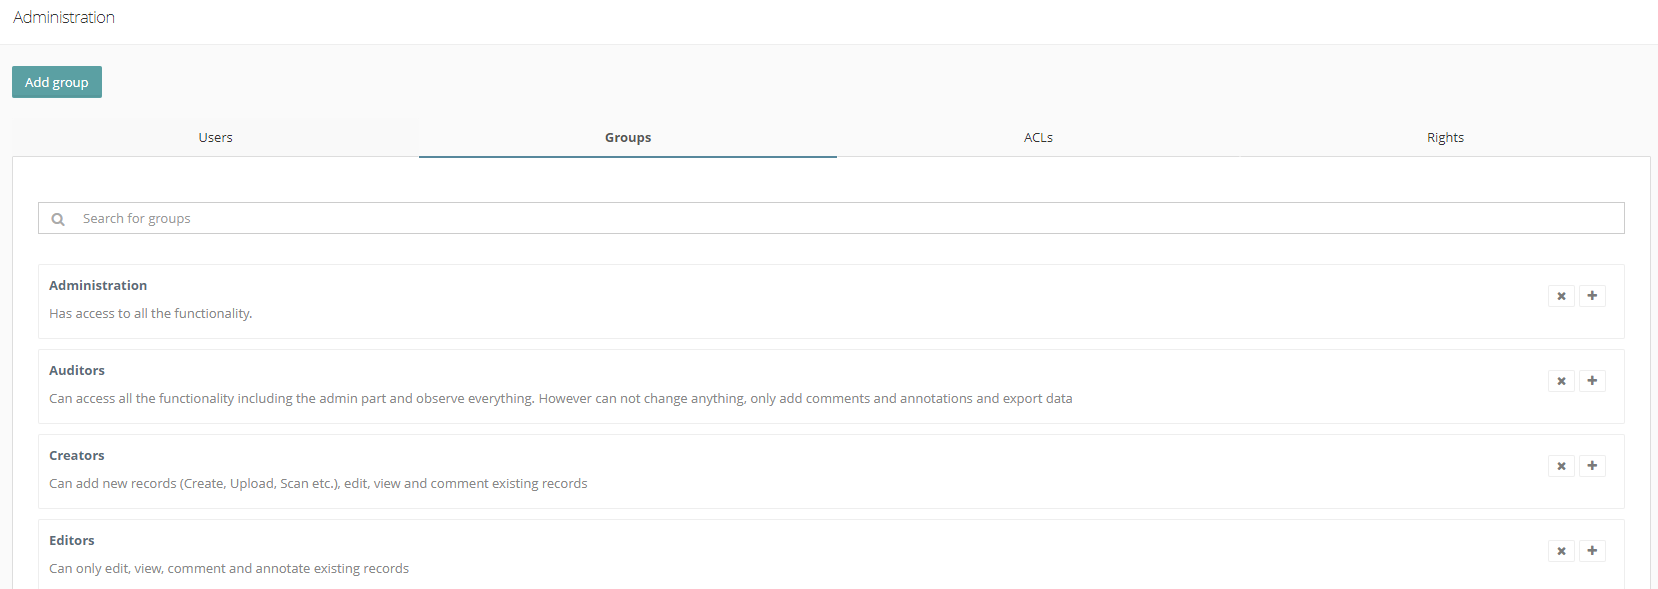 Administration
Add group
Users
Groups
ACLs
Rights
Search for groups
Administration
Has access to all the functionality.
Auditors
Can access all the functionality including the admin part and observe everything. However can not change anything, only add comments and annotations and export data
Creators
Can add new records (Create, Upload, Scan etc.), edit, view and comment existing records
Editors
Can only edit, view, comment and annotate existing records